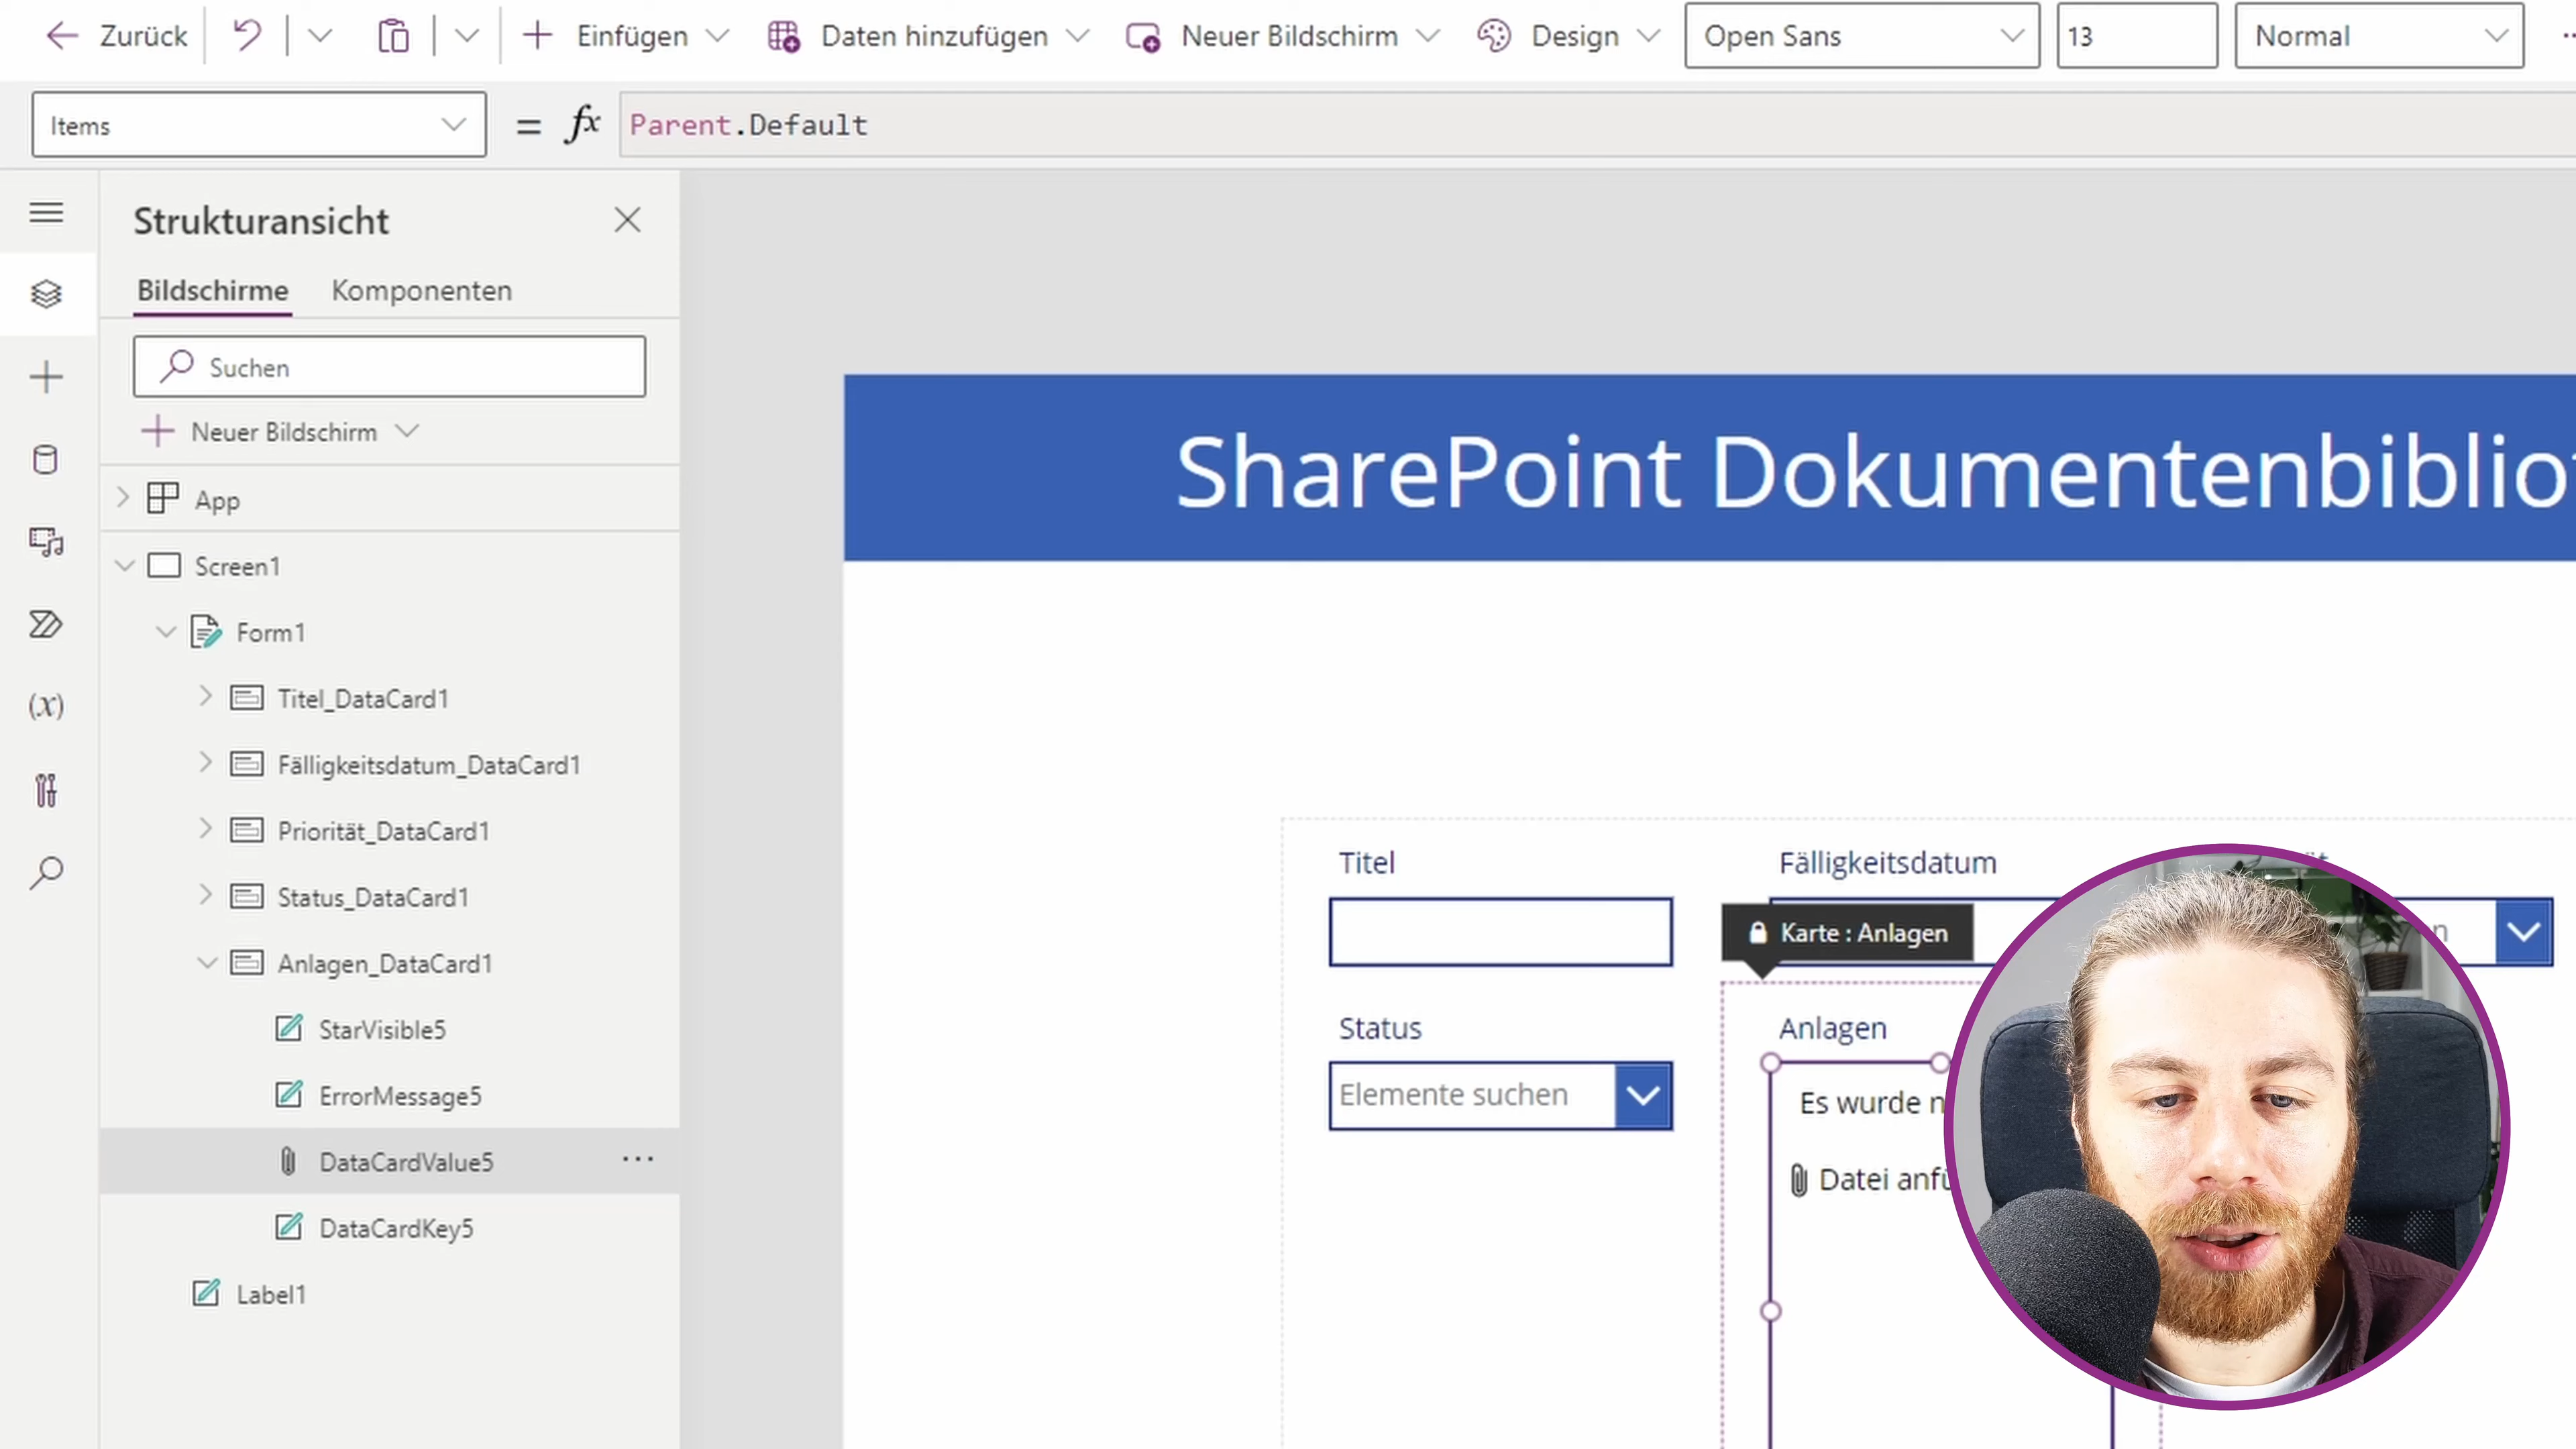 Zurück
Einfügen
Daten hinzufügen
Neuer Bildschirm
Design
Open Sans
13
Normal
Items
= fx Parent.Default
Strukturansicht
Bildschirme
Komponenten
Suchen
Neuer Bildschirm
App
Screen1
Form1
Titel_DataCard1
Fälligkeitsdatum_DataCard1
Priorität_DataCard1
Status_DataCard1
Anlagen_DataCard1
StarVisible5
ErrorMessage5
DataCardValue5
DataCardKey5
Label1
(x)
SharePoint Dokumentenbibliot
Titel
Fälligkeitsdatum
Karte : Anlagen
Status
Elemente suchen
Anlagen
Es wurde n
Datei anfü